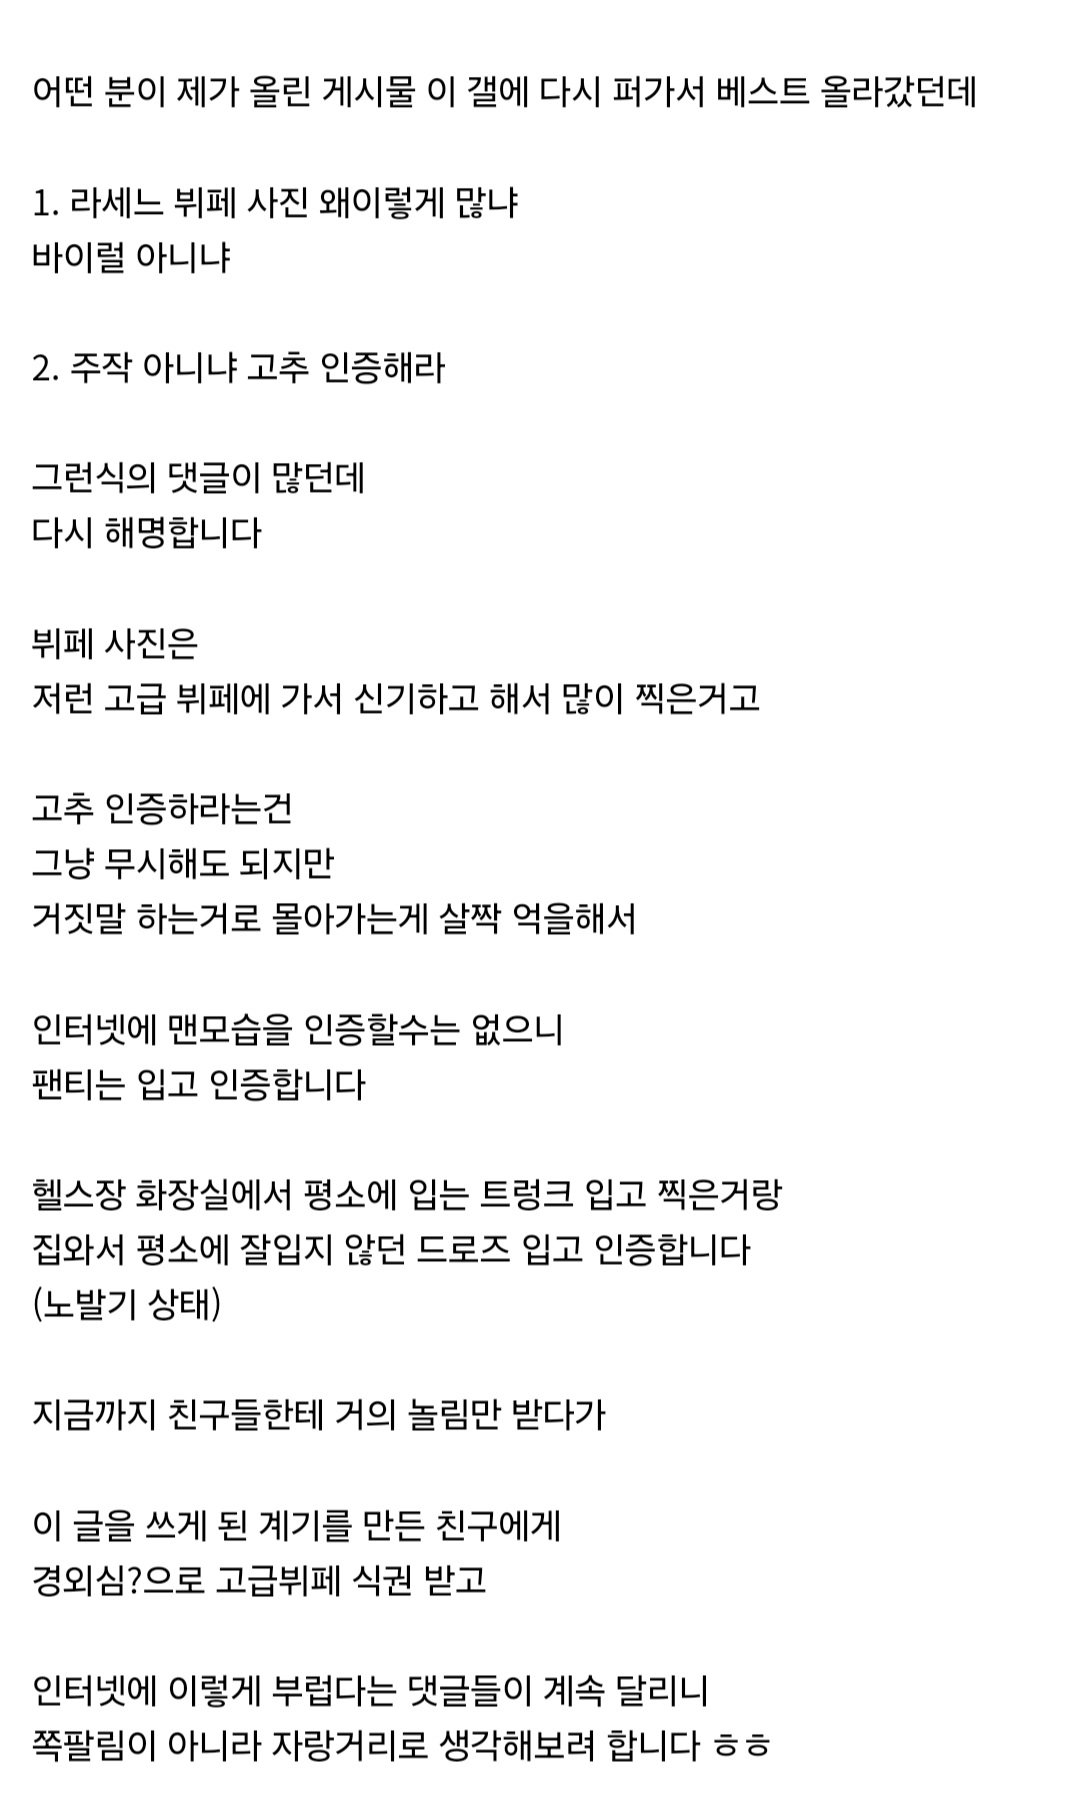 어떤 분이 제가 올린 게시물 이 갤에 다시 퍼가서 베스트 올라갔던데
1. 라세느 뷔페 사진 왜이렇게 많냐
바이럴 아니냐
2. 주작 아니냐 고추 인증해라
그런식의 댓글이 많던데
다시 해명합니다
뷔페 사진은
저런 고급 뷔페에 가서 신기하고 해서 많이 찍은거고
고추 인증하라는건
그냥 무시해도 되지만
거짓말 하는거로 몰아가는게 살짝 억을해서
인터넷에 맨모습을 인증할수는 없으니
팬티는 입고 인증합니다
헬스장 화장실에서 평소에 입는 트렁크 입고 찍은거랑
집와서 평소에 잘입지 않던 드로즈 입고 인증합니다
(노발기 상태)
지금까지 친구들한테 거의 놀림만 받다가
이 글을 쓰게 된 계기를 만든 친구에게
경외심?으로 고급뷔페 식권 받고
인터넷에 이렇게 부럽다는 댓글들이 계속 달리니
쪽팔림이 아니라 자랑거리로 생각해보려 합니다 ㅎㅎ